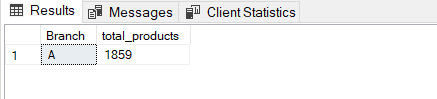 Results Messages Client Statistics
Branch total_products
1 A 1859